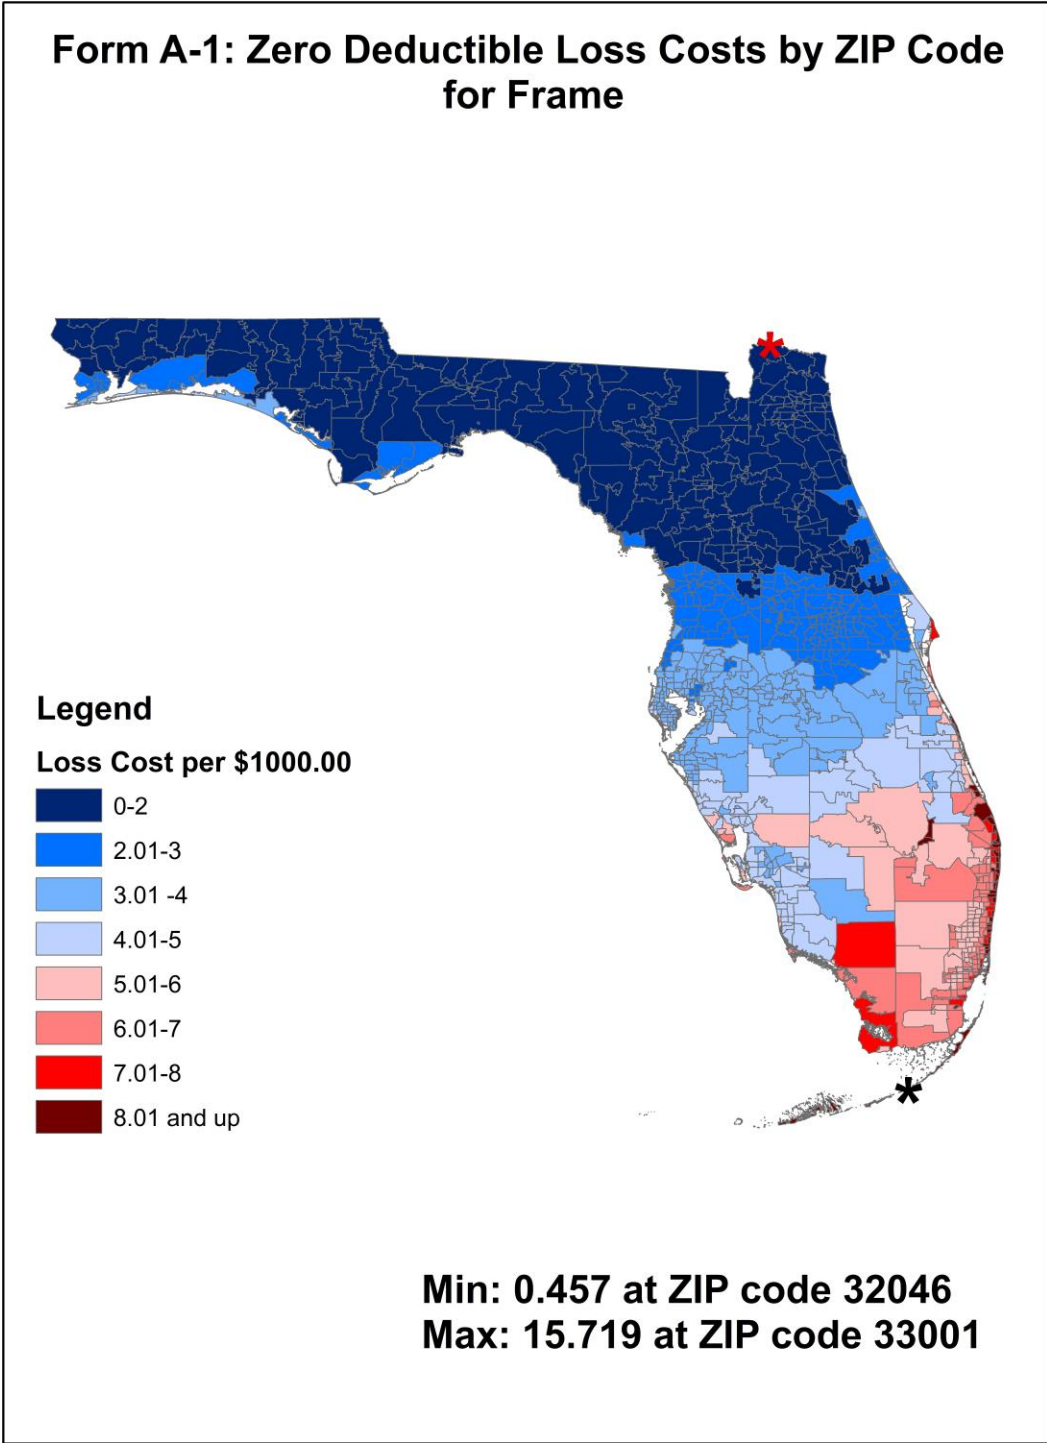 Form A-1: Zero Deductible Loss Costs by ZIP Code
for Frame
*
Legend
Loss Cost per $1000.00
0-2
2.01-3
3.01 -4
4.01-5
5.01-6
6.01-7
7.01-8
8.01 and up
*
Min: 0.457 at ZIP code 32046
Max: 15.719 at ZIP code 33001